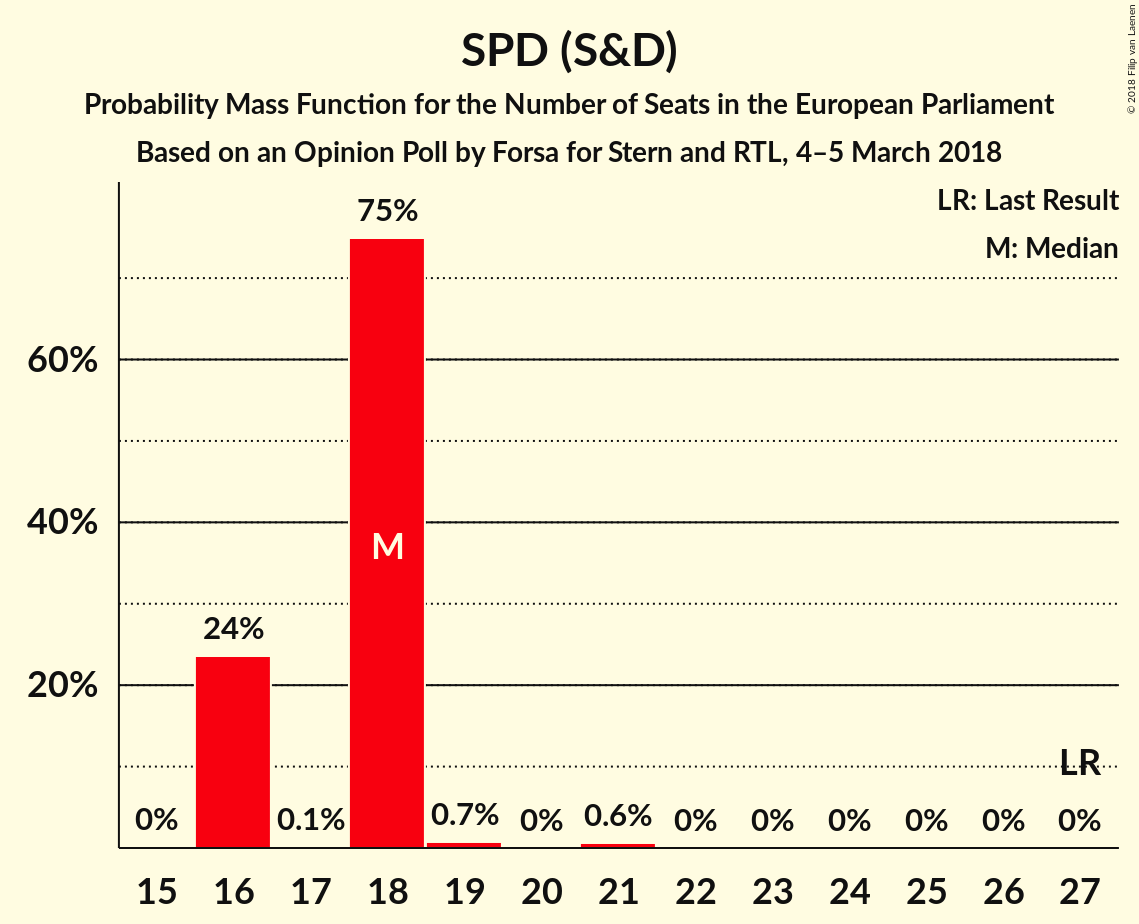 SPD (S&D)
Probability Mass Function for the Number of Seats in the European Parliament
Based on an Opinion Poll by Forsa for Stern and RTL, 4–5 March 2018
© 2018 Filip van Laenen
LR: Last Result
M: Median
60%
40%
20%
0%
24%
0.1%
75%
M
0.7%
0%
0.6%
0%
0%
0%
0%
0%
0%
LR
15 16 17 18 19 20 21 22 23 24 25 26 27